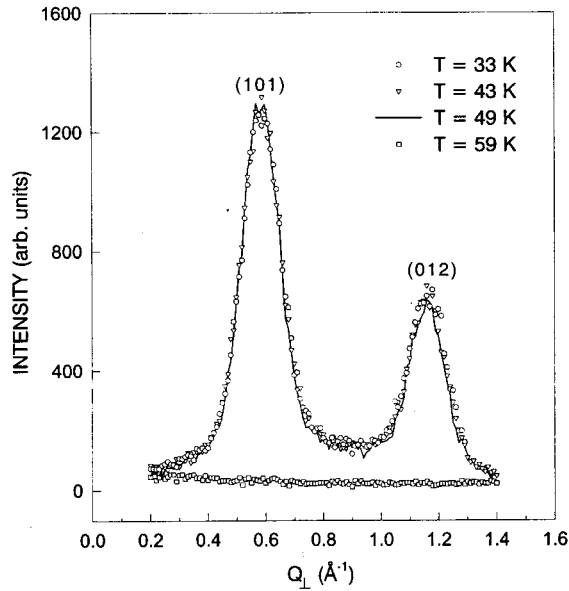 1600
1200
800
400
0
INTENSITY (arb. units)
(101)
(012)
T = 33 K
T = 43 K
T = 49 K
T = 59 K
0.0 0.2 0.4 0.6 0.8 1.0 1.2 1.4 1.6
Q⊥ (Å⁻¹)